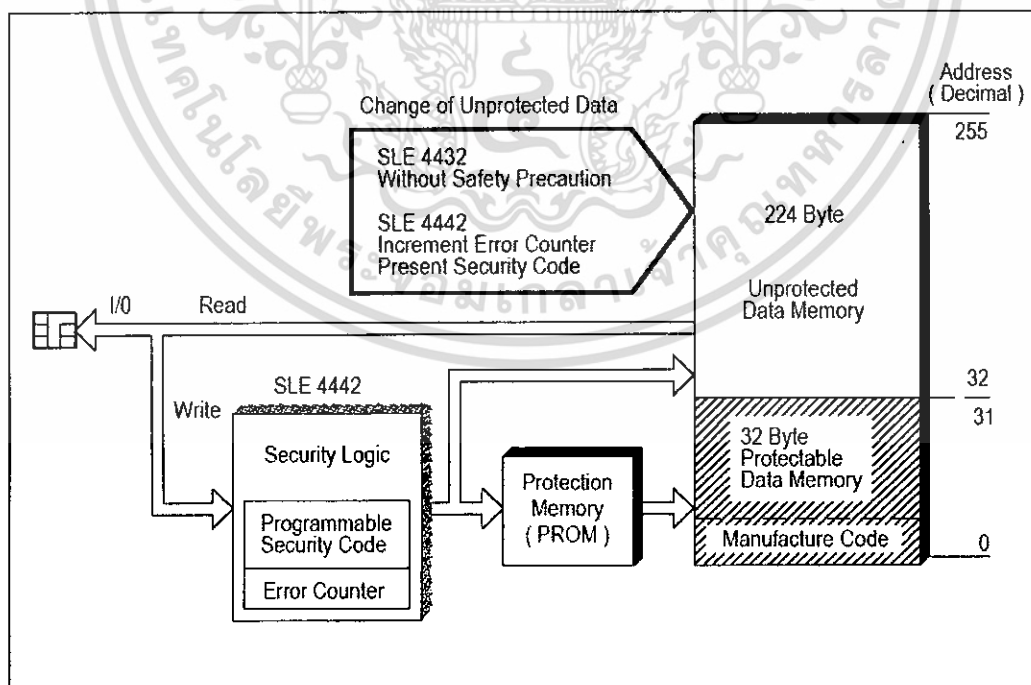 Address
( Decimal )
255
Change of Unprotected Data
SLE 4432
Without Safety Precaution
SLE 4442
Increment Error Counter
Present Security Code
224 Byte
Unprotected
Data Memory
I/0
Read
32
31
SLE 4442
Write
Security Logic
Programmable
Security Code
Error Counter
Protection
Memory
( PROM )
32 Byte
Protectable
Data Memory
Manufacture Code
0